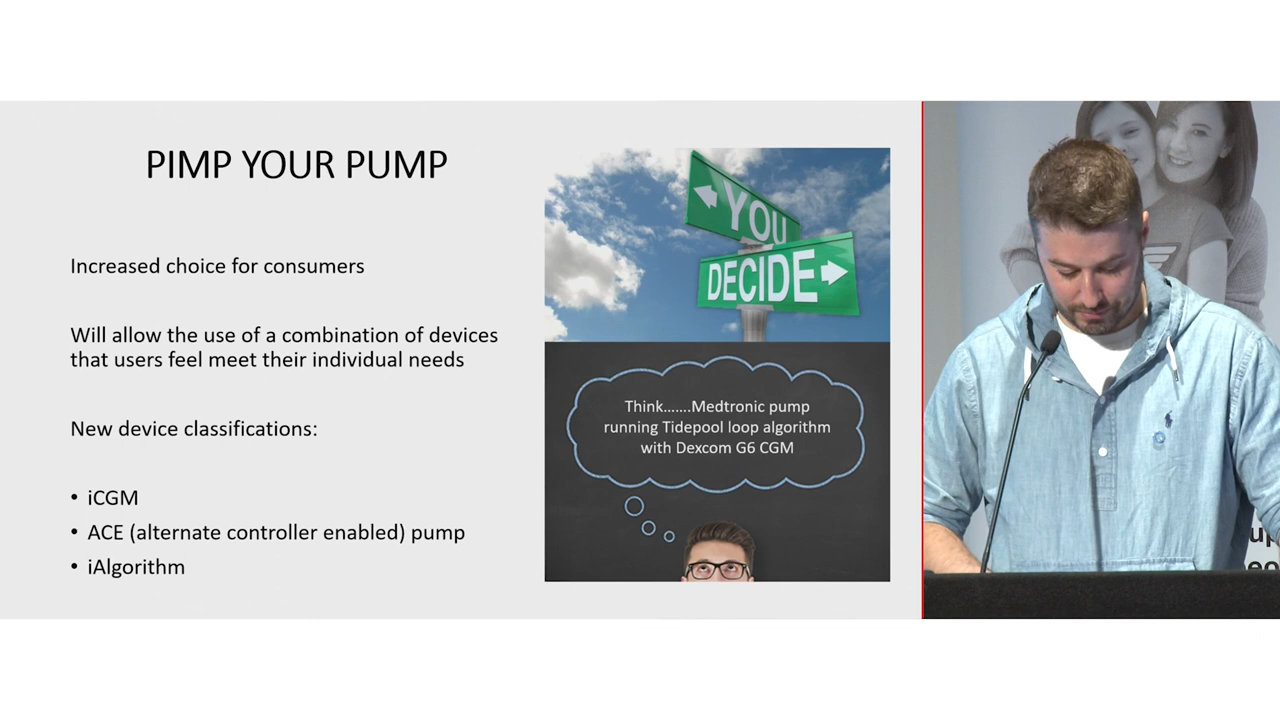 PIMP YOUR PUMP
Increased choice for consumers
Will allow the use of a combination of devices
that users feel meet their individual needs
New device classifications:
• iCGM
• ACE (alternate controller enabled) pump
• iAlgorithm
YOU
DECIDE
Think.......Medtronic pump
running Tidepool loop algorithm
with Dexcom G6 CGM